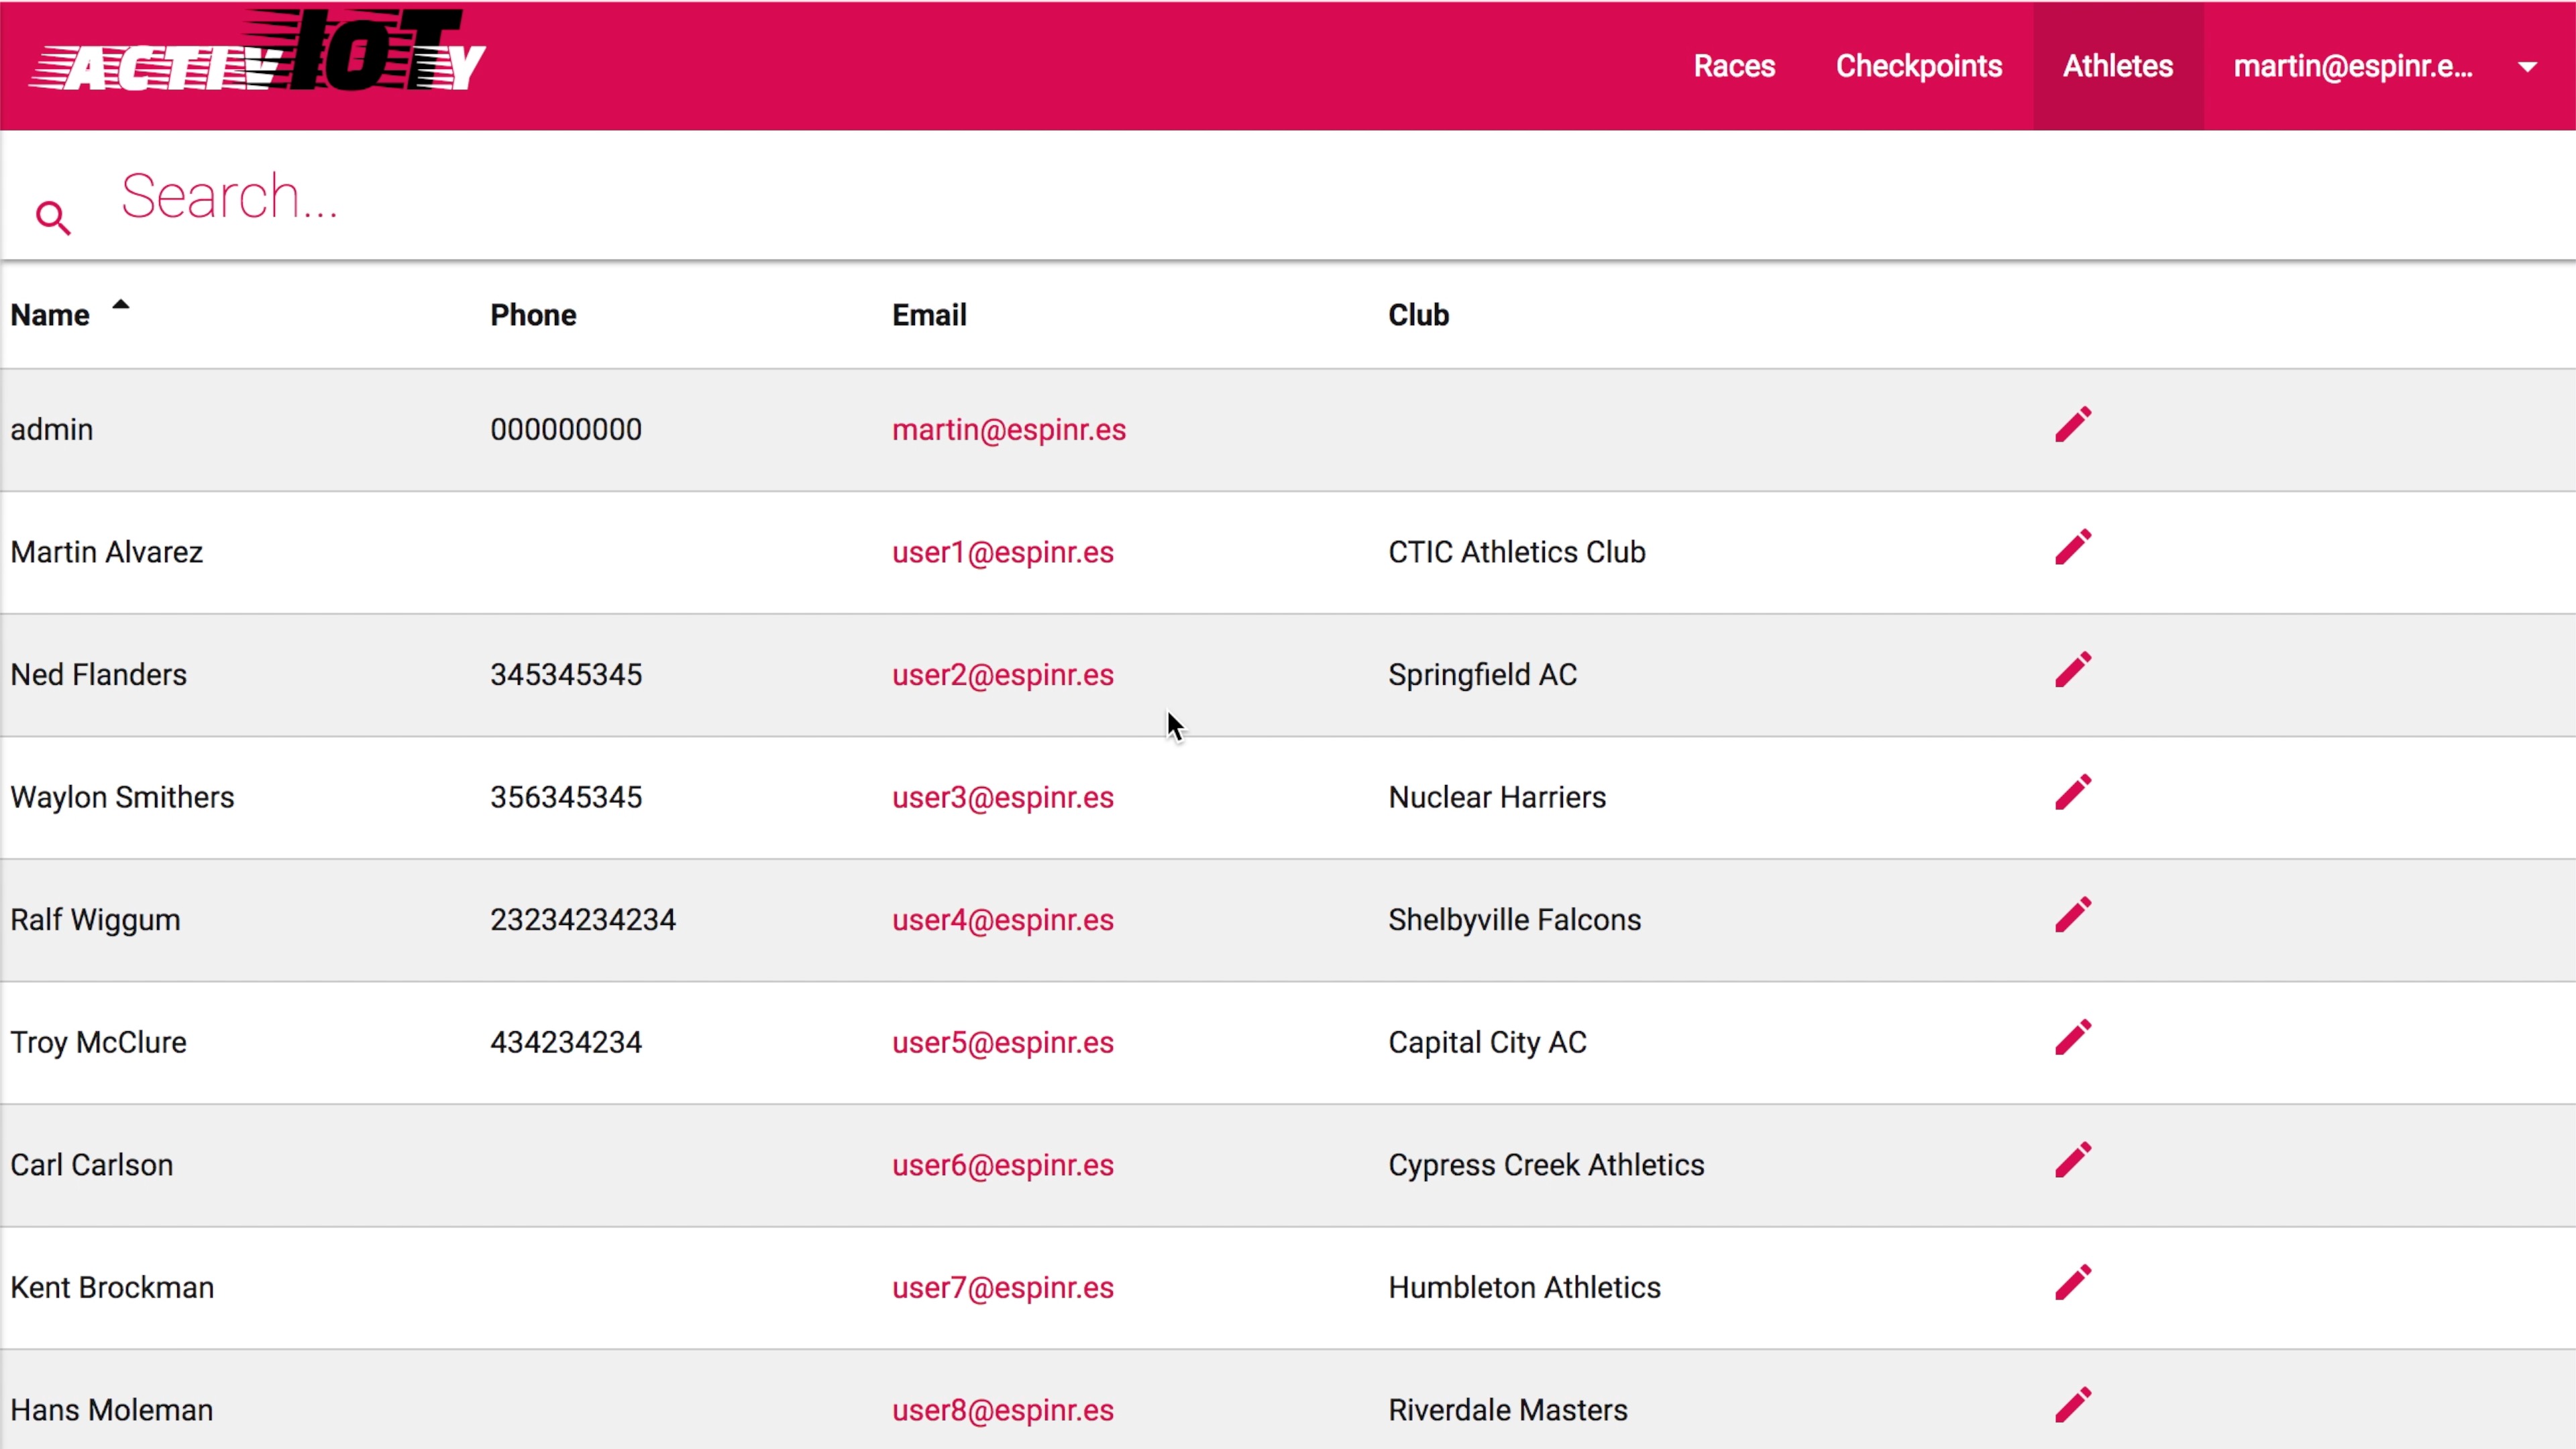 ACTIVIOTY
Races Checkpoints Athletes martin@espinr.e...
Search...
Name Phone Email Club
admin 000000000 martin@espinr.es
Martin Alvarez user1@espinr.es CTIC Athletics Club
Ned Flanders 345345345 user2@espinr.es Springfield AC
Waylon Smithers 356345345 user3@espinr.es Nuclear Harriers
Ralf Wiggum 23234234234 user4@espinr.es Shelbyville Falcons
Troy McClure 434234234 user5@espinr.es Capital City AC
Carl Carlson user6@espinr.es Cypress Creek Athletics
Kent Brockman user7@espinr.es Humbleton Athletics
Hans Moleman user8@espinr.es Riverdale Masters